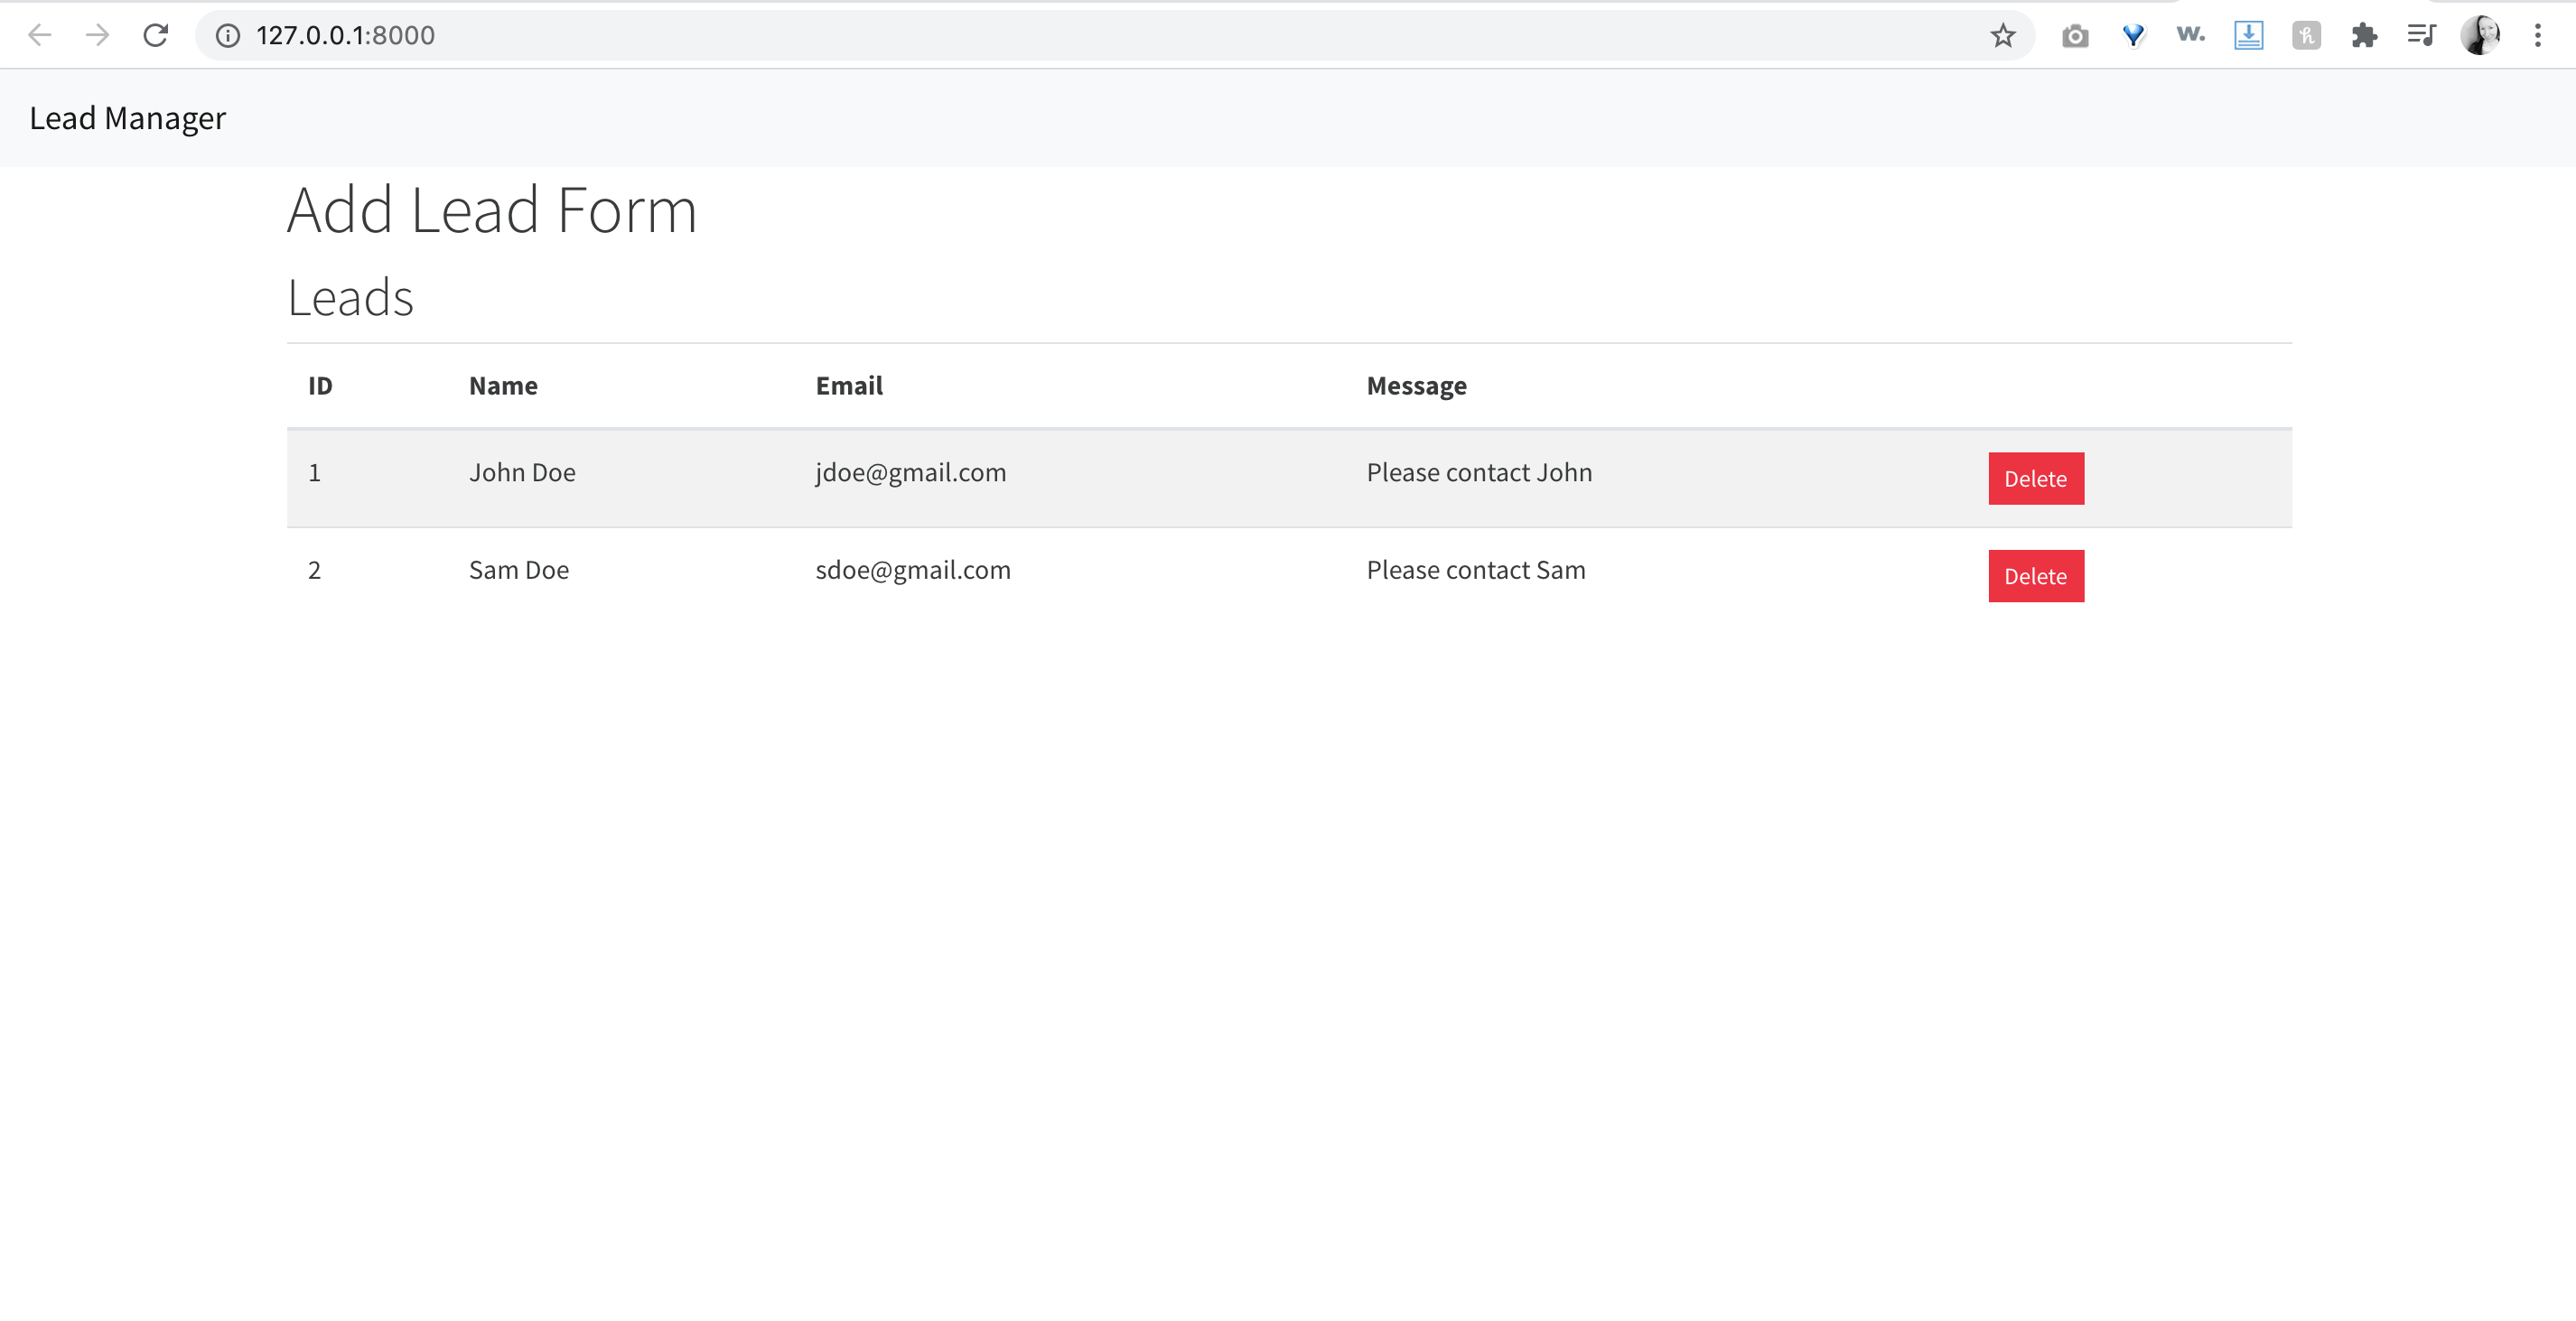 127.0.0.1:8000
w.
h
Lead Manager
Add Lead Form
Leads
ID Name Email Message
1 John Doe jdoe@gmail.com Please contact John Delete
2 Sam Doe sdoe@gmail.com Please contact Sam Delete